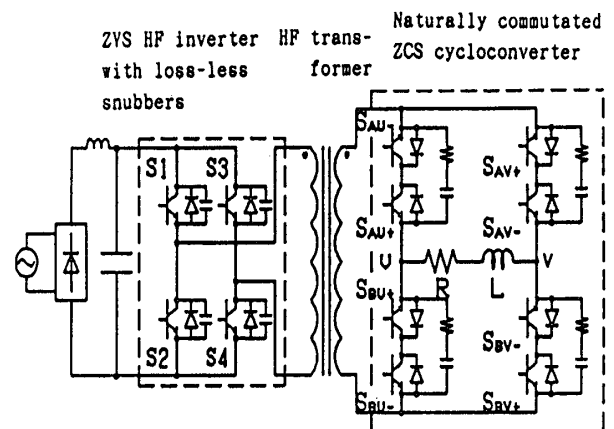 ZVS HF inverter
with loss-less
snubbers
HF trans-
former
Naturally commutated
ZCS cycloconverter
S1
S3
S2
S4
SAU-
SAU+
SAV+
SAV-
U
R
L
V
SBU+
SBU-
SBV-
SBV+